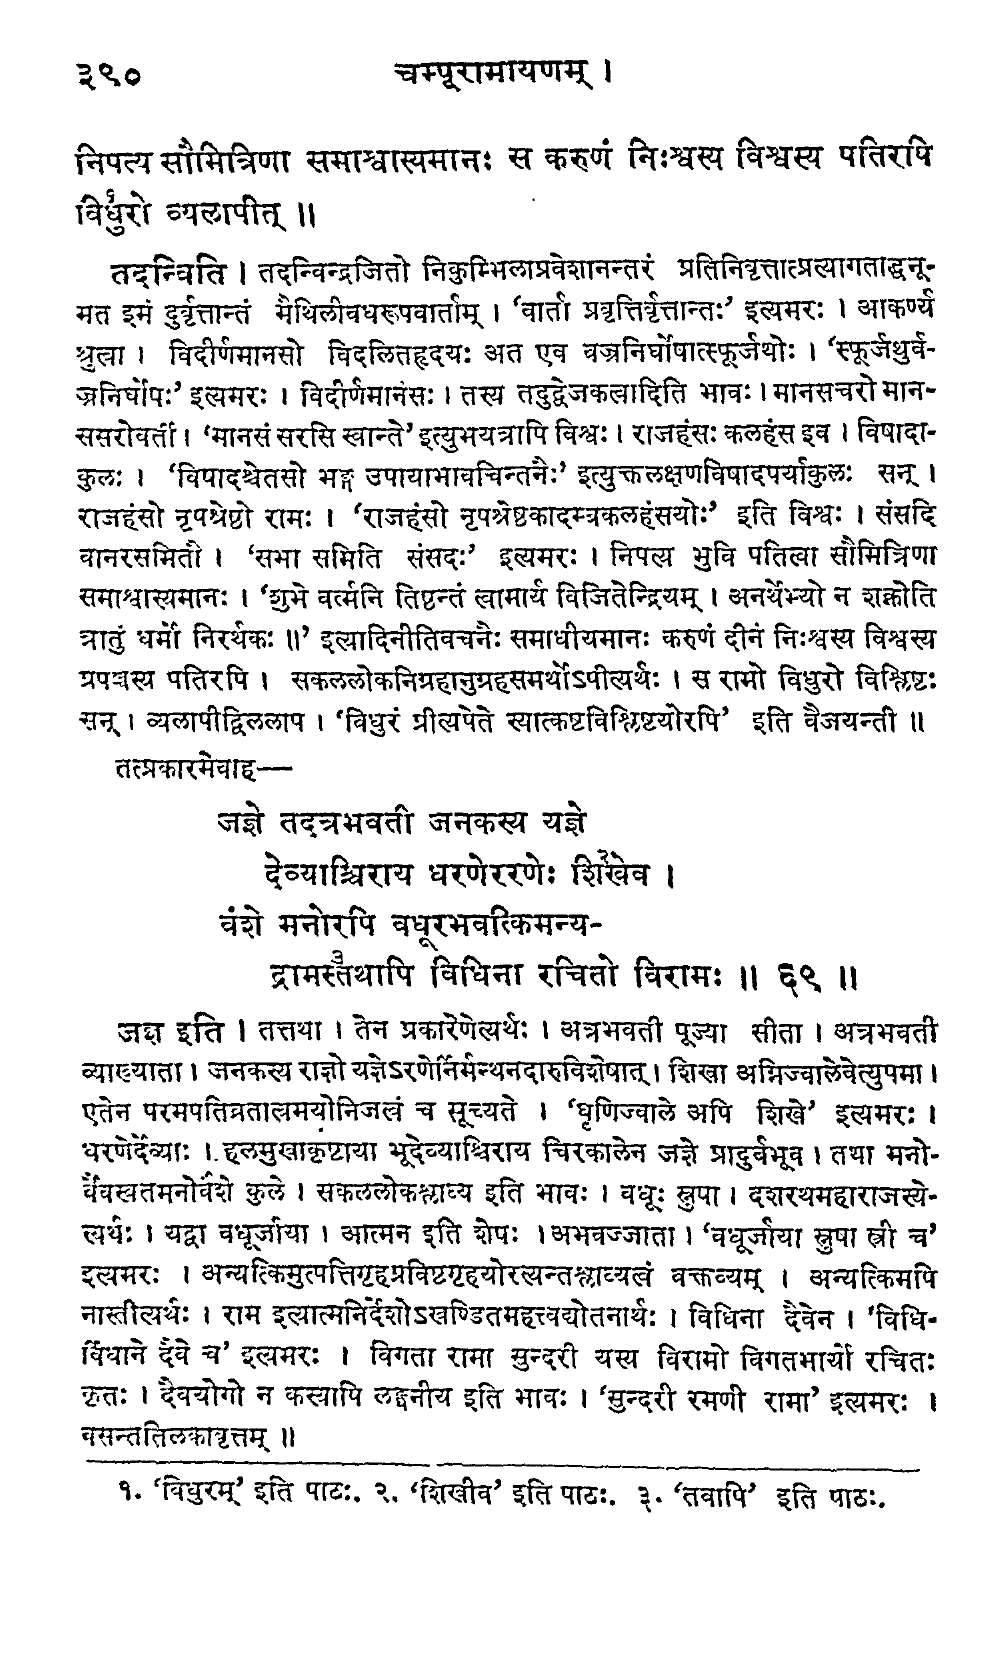 ३९० चम्पूरामायणम् ।
निपत्य सौमित्रिणा समाश्वास्यमानः स करुणं निःश्वस्य विश्वस्य पतिरपि
विर्धुरो व्यलापीत् ॥
तदन्विति । तदन्विन्द्रजितो निकुम्भिलाप्रवेशानन्तरं प्रतिनिवृत्तात्प्रत्यागताद्धनू-
मत इमं दुर्वृत्तान्तं मैथिलीवधरूपवार्ताम् । ‘वार्ता प्रवृत्तिर्वृत्तान्तः’ इत्यमरः । आकर्ण्य
श्रुत्वा । विदीर्णमानसो विदलितहृदयः अत एव वज्रनिर्घोषात्स्फूर्जथोः । ‘स्फूर्जथुर्व-
ज्रनिर्घोषः’ इत्यमरः । विदीर्णमानसः । तस्य तदुद्वेजकत्वादिति भावः । मानसचरो मान-
ससरोवर्ती । ‘मानसं सरसि स्वान्ते’ इत्युभयत्रापि विश्वः । राजहंसः कलहंस इव । विषादा-
कुलः । ‘विषादश्चेतसो भङ्ग उपायाभावचिन्तनैः’ इत्युक्तलक्षणविषादपर्याकुलः सन् ।
राजहंसो नृपश्रेष्ठो रामः । ‘राजहंसो नृपश्रेष्ठकादम्बकलहंसयोः’ इति विश्वः । संसदि
वानरसमितौ । ‘सभा समिति संसदः’ इत्यमरः । निपत्य भुवि पतित्वा सौमित्रिणा
समाश्वास्यमानः । ‘शुभे वर्त्मनि तिष्ठन्तं त्वामार्य विजितेन्द्रियम् । अनर्थेभ्यो न शक्नोति
त्रातुं धर्मो निरर्थकः ॥’ इत्यादिनीतिवचनैः समाधीयमानः करुणं दीनं निःश्वस्य विश्वस्य
प्रपञ्चस्य पतिरपि । सकललोकनिग्रहानुग्रहसमर्थोऽपीत्यर्थः । स रामो विधुरो विश्लिष्टः
सन् । व्यलापीद्विललाप । ‘विधुरं प्रीत्यपेते स्यात्कष्टविश्लिष्टयोरपि’ इति वैजयन्ती ॥
तत्प्रकारमेवाह—
जज्ञे तदत्रभवती जनकस्य यज्ञे
देव्याश्चिराय धरणेररणेः शिखेव ।
वंशे मनोरपि वधूरभवत्किमन्य-
द्रामस्तथापि विधिना रचितो विरामः ॥ ६९ ॥
जज्ञ इति । तत्तथा । तेन प्रकारेणेत्यर्थः । अत्रभवती पूज्या सीता । अत्रभवती
व्याख्याता । जनकस्य राज्ञो यज्ञेऽरणेर्निर्मन्थनदारुविशेषात् । शिखा अग्निज्वालेवेत्युपमा ।
एतेन परमपतिव्रतात्वमयोनिजत्वं च सूच्यते । ‘घृणिज्वाले अपि शिखे’ इत्यमरः ।
धरणेर्देव्याः । हलमुखाकृष्टाया भूदेव्याश्चिराय चिरकालेन जज्ञे प्रादुर्बभूव । तथा मनो-
र्वैवस्वतमनोर्वंशे कुले । सकललोकश्लाघ्य इति भावः । वधूः स्नुषा । दशरथमहाराजस्ये-
त्यर्थः । यद्वा वधूर्जाया । आत्मन इति शेषः । अभवज्जाता । ‘वधूर्जाया स्नुषा स्त्री च’
इत्यमरः । अन्यत्किमुत्पत्तिगृहप्रविष्टगृहयोरत्यन्तश्लाघ्यत्वं वक्तव्यम् । अन्यत्किमपि
नास्तीत्यर्थः । राम इत्यात्मनिर्देशोऽखण्डितमहत्त्वद्योतनार्थः । विधिना दैवेन । ‘विधि-
र्विधाने दैवे च’ इत्यमरः । विगता रामा सुन्दरी यस्य विरामो विगतभार्यो रचितः
कृतः । दैवयोगो न कस्यापि लङ्घनीय इति भावः । ‘सुन्दरी रमणी रामा’ इत्यमरः ।
वसन्ततिलकावृत्तम् ॥
१. ‘विधुरम्’ इति पाठः. २. ‘शिखीव’ इति पाठः. ३. ‘तवापि’ इति पाठः.